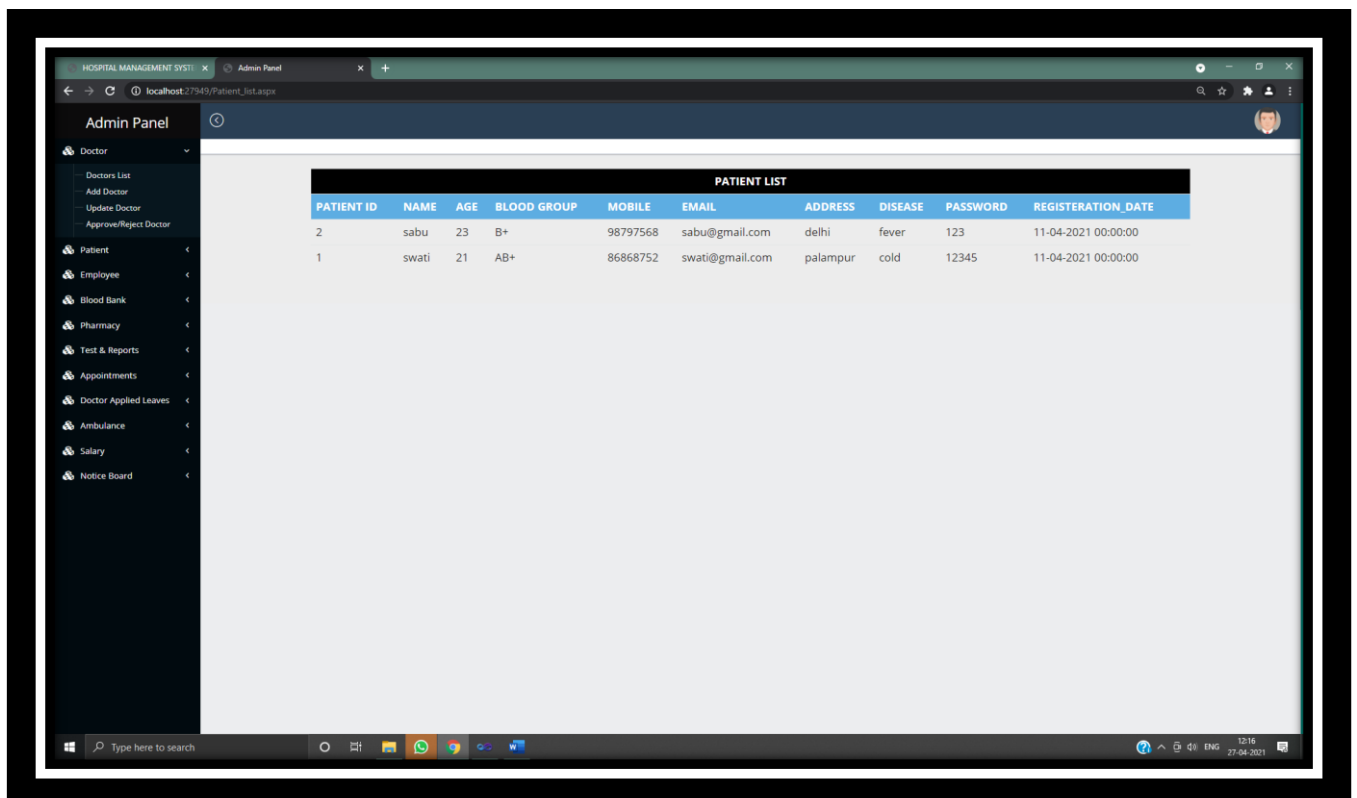 HOSPITAL MANAGEMENT SYSTE
Admin Panel
localhost:27949/Patient_list.aspx
Admin Panel
Doctor
Doctors List
Add Doctor
Update Doctor
Approve/Reject Doctor
Patient
Employee
Blood Bank
Pharmacy
Test & Reports
Appointments
Doctor Applied Leaves
Ambulance
Salary
Notice Board
PATIENT LIST
PATIENT ID NAME AGE BLOOD GROUP MOBILE EMAIL ADDRESS DISEASE PASSWORD REGISTERATION_DATE
2 sabu 23 B+ 98797568 sabu@gmail.com delhi fever 123 11-04-2021 00:00:00
1 swati 21 AB+ 86868752 swati@gmail.com palampur cold 12345 11-04-2021 00:00:00
Type here to search
ENG
12:16
27-04-2021